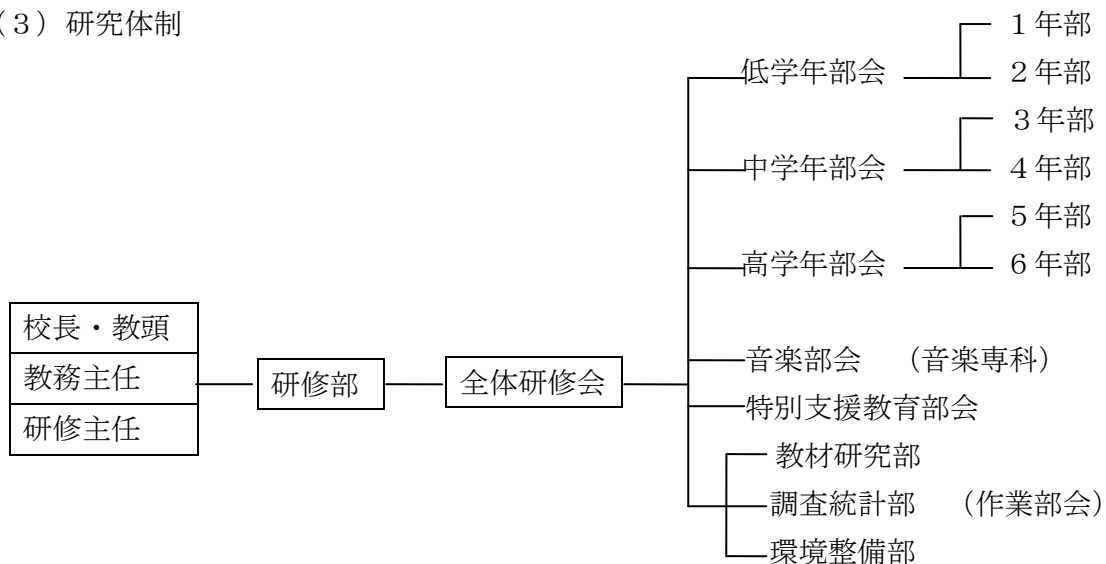 （３）研究体制
１年部
低学年部会
２年部
３年部
中学年部会
４年部
５年部
高学年部会
６年部
校長・教頭
教務主任
研修主任
研修部
全体研修会
音楽部会　（音楽専科）
特別支援教育部会
教材研究部
調査統計部　（作業部会）
環境整備部